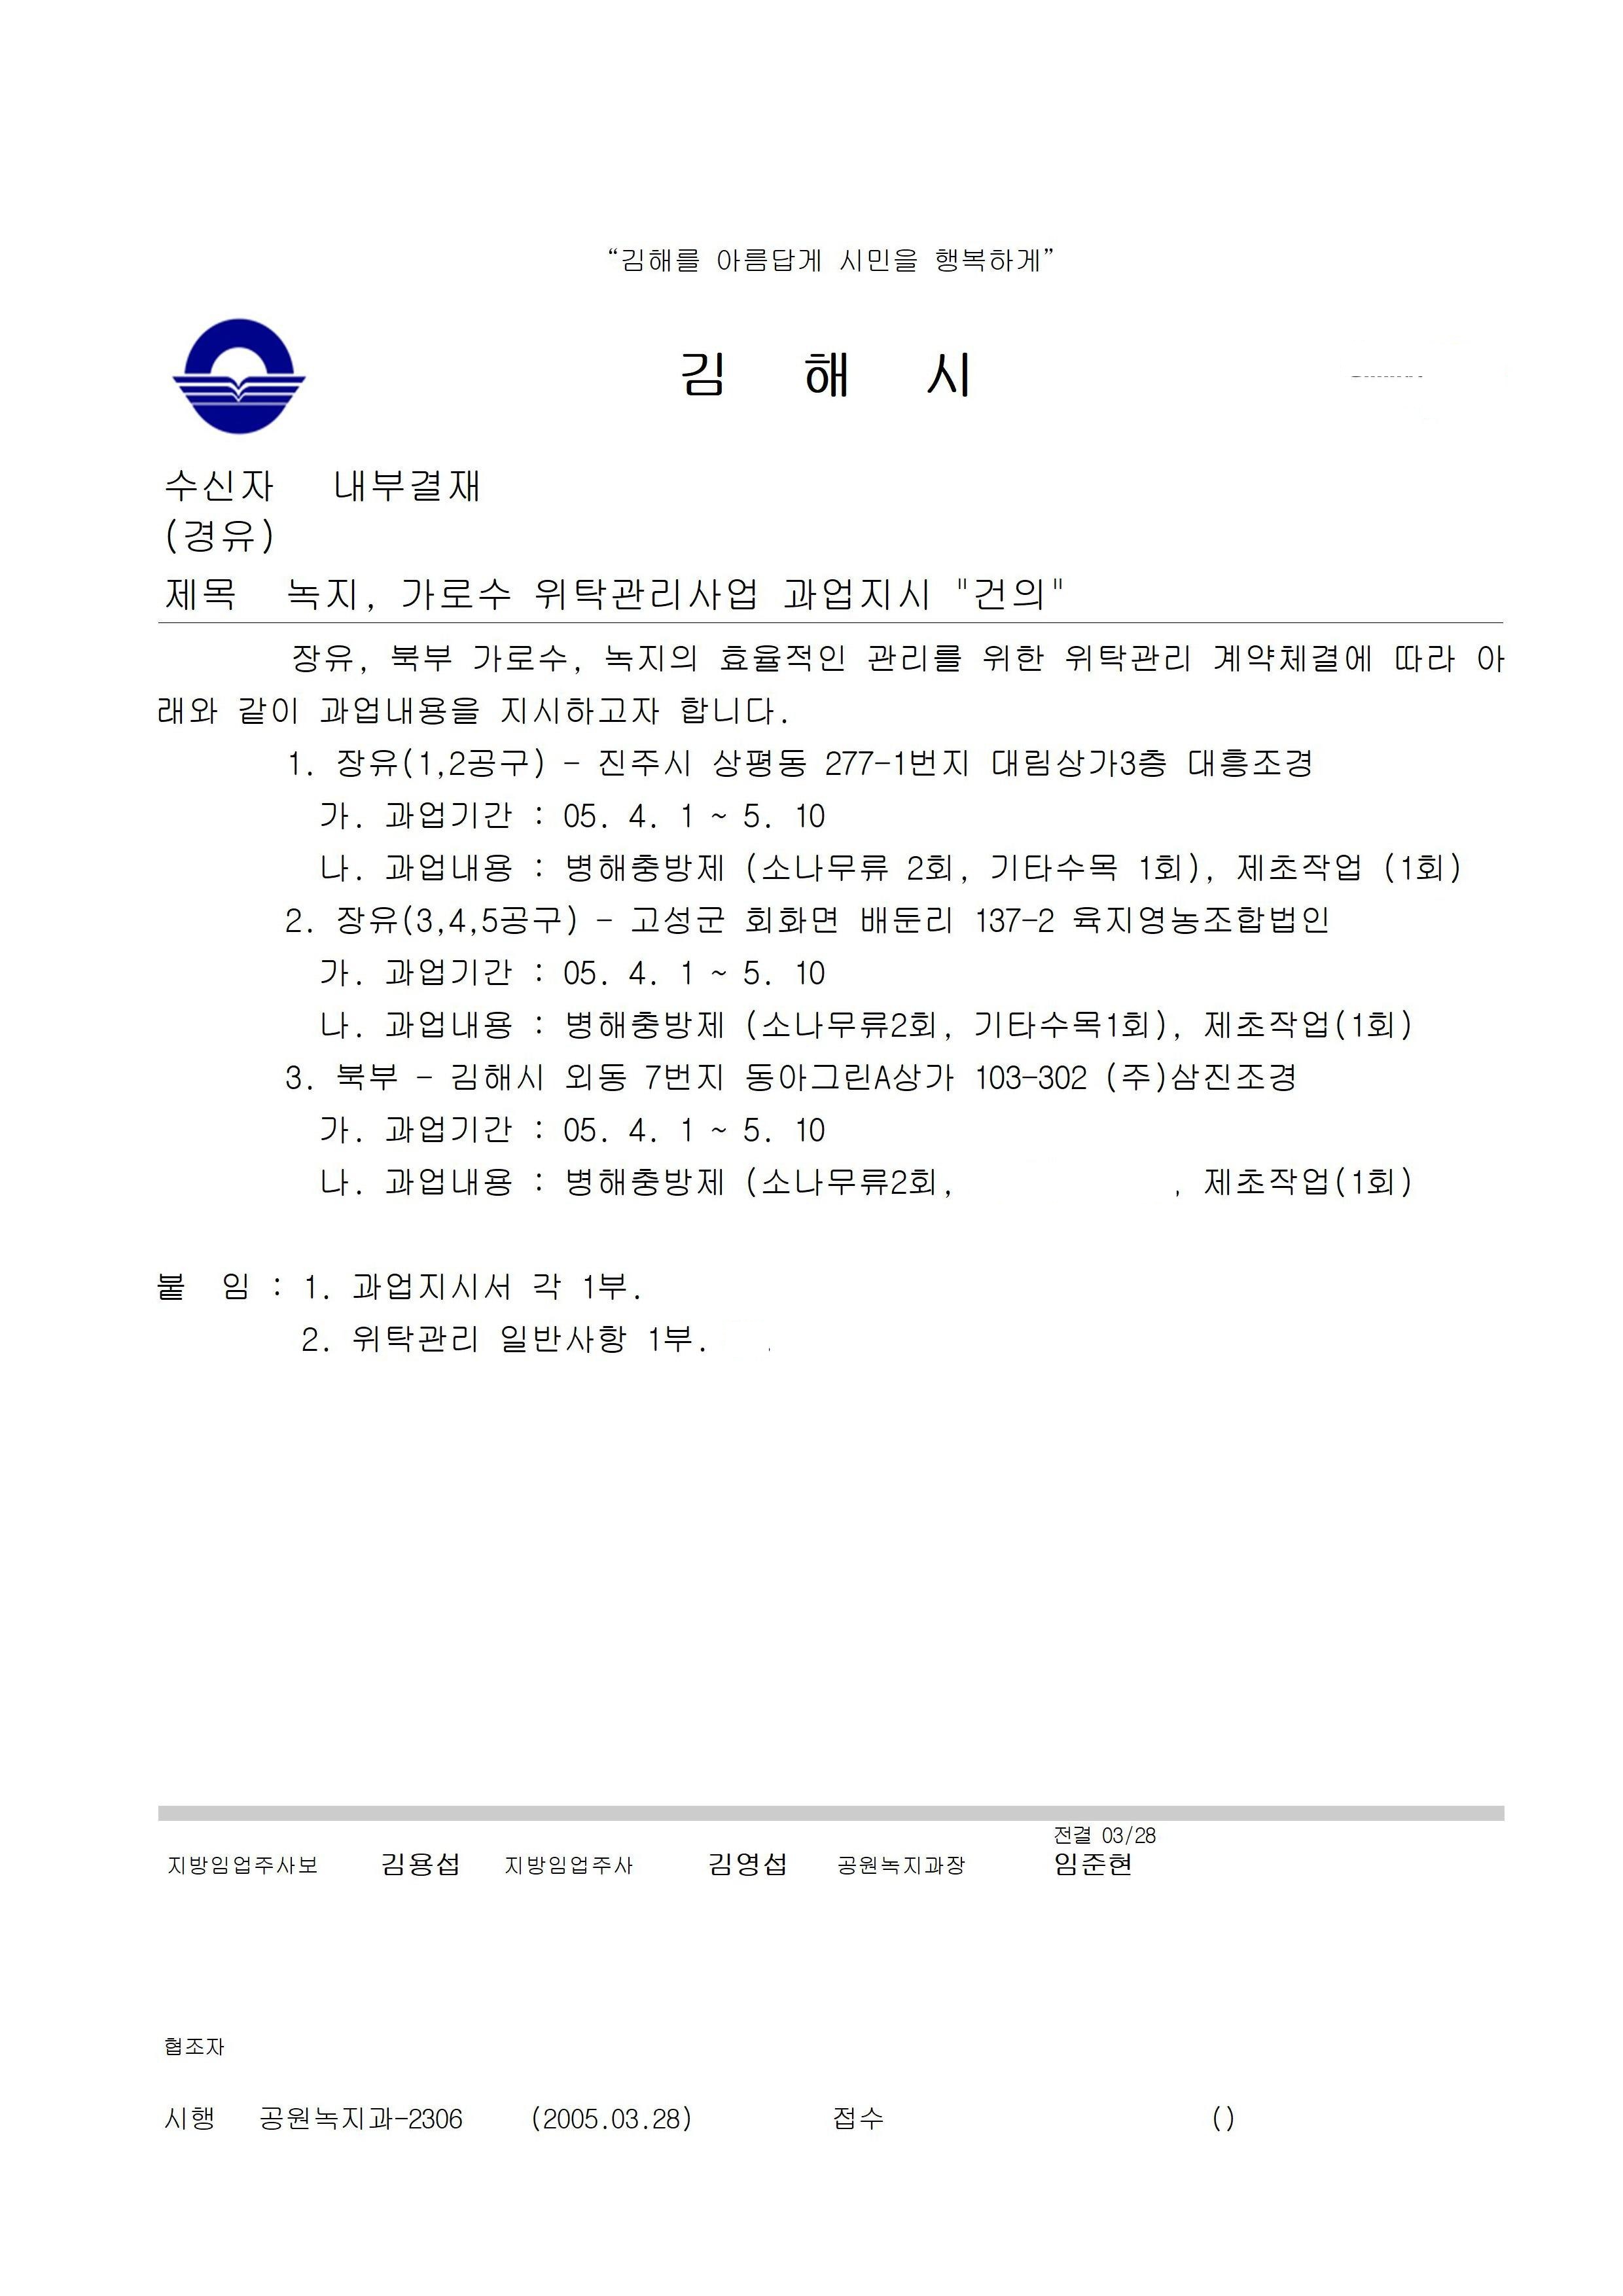 “김해를 아름답게 시민을 행복하게”
김 해 시
수신자 내부결재
(경유)
제목 녹지, 가로수 위탁관리사업 과업지시 "건의"
장유, 북부 가로수, 녹지의 효율적인 관리를 위한 위탁관리 계약체결에 따라 아
래와 같이 과업내용을 지시하고자 합니다.
1. 장유(1,2공구) - 진주시 상평동 277-1번지 대림상가3층 대흥조경
가. 과업기간 : 05. 4. 1 ~ 5. 10
나. 과업내용 : 병해충방제 (소나무류 2회, 기타수목 1회), 제초작업 (1회)
2. 장유(3,4,5공구) - 고성군 회화면 배둔리 137-2 육지영농조합법인
가. 과업기간 : 05. 4. 1 ~ 5. 10
나. 과업내용 : 병해충방제 (소나무류2회, 기타수목1회), 제초작업(1회)
3. 북부 - 김해시 외동 7번지 동아그린A상가 103-302 (주)삼진조경
가. 과업기간 : 05. 4. 1 ~ 5. 10
나. 과업내용 : 병해충방제 (소나무류2회, , 제초작업(1회)
붙 임 : 1. 과업지시서 각 1부.
2. 위탁관리 일반사항 1부.
전결 03/28
지방임업주사보 김용섭 지방임업주사 김영섭 공원녹지과장 임준현
협조자
시행 공원녹지과-2306 (2005.03.28) 접수 ()